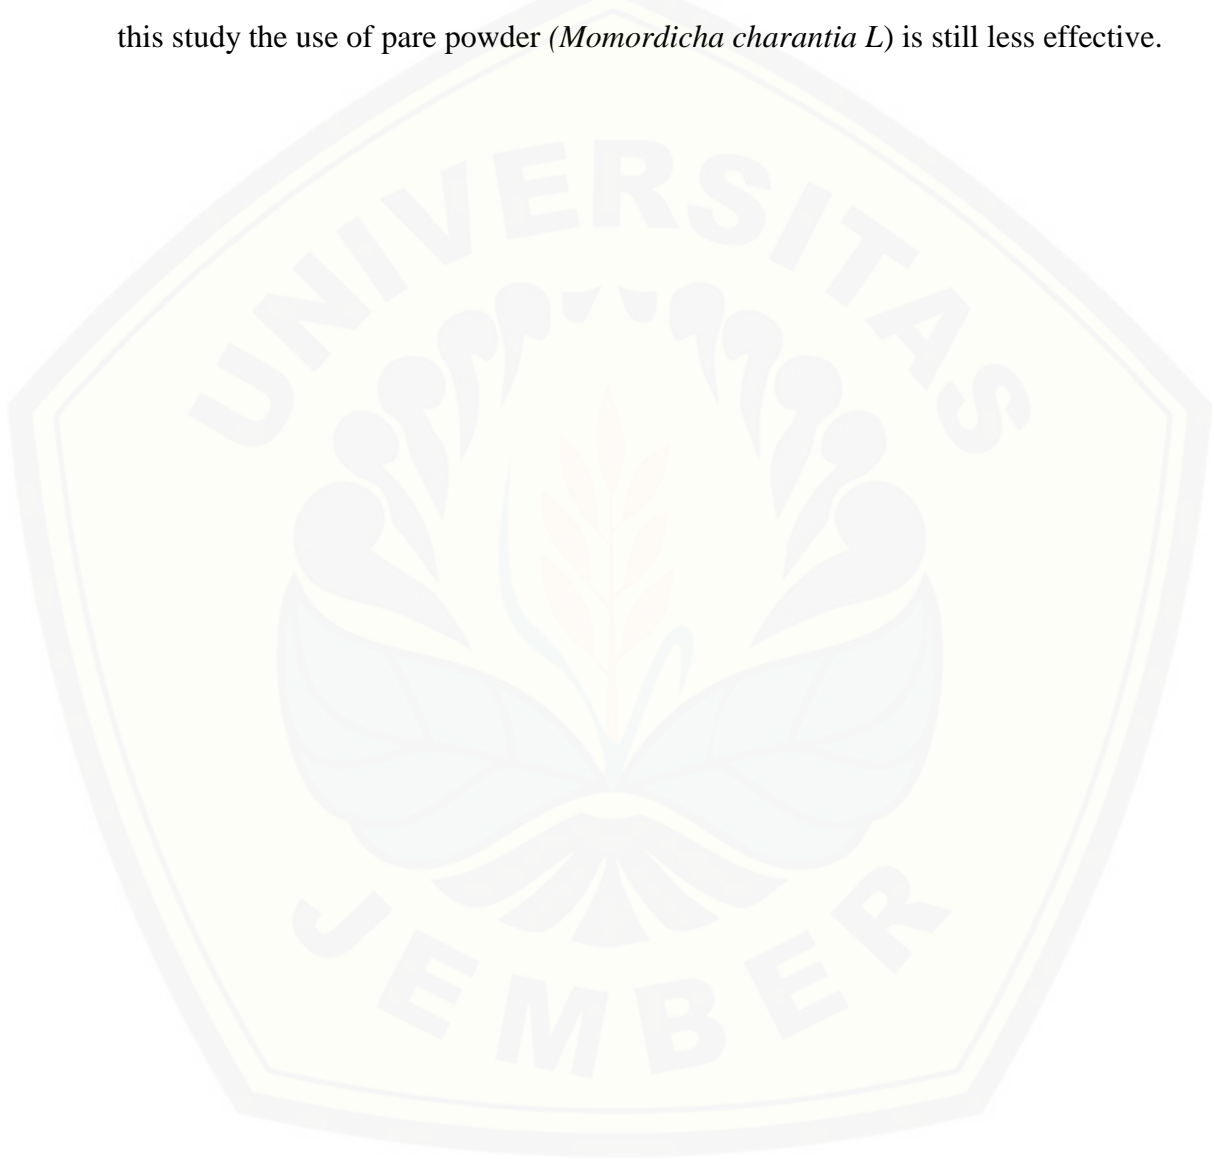 this study the use of pare powder (Momordicha charantia L) is still less effective.
UNIVERSITAS
JEMBER